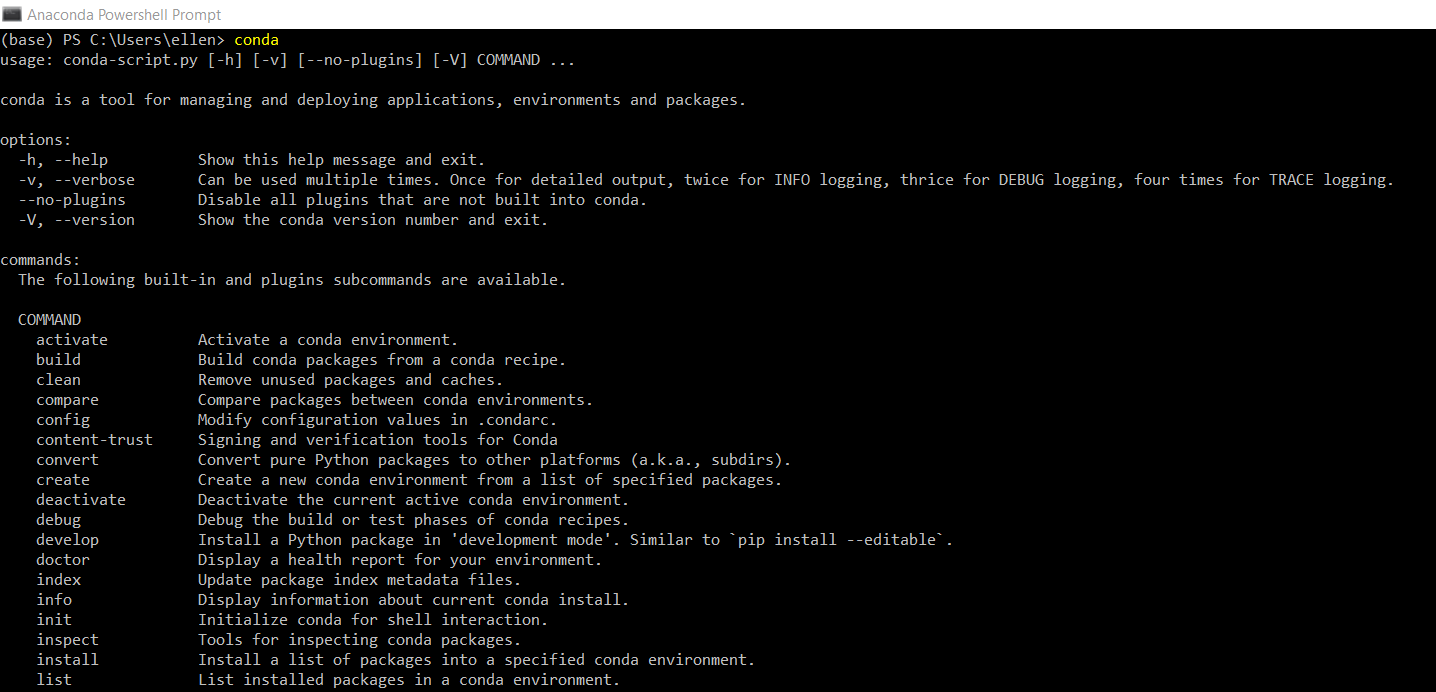 Anaconda Powershell Prompt
(base) PS C:\Users\ellen> conda
usage: conda-script.py [-h] [-v] [--no-plugins] [-V] COMMAND ...
conda is a tool for managing and deploying applications, environments and packages.
options:
  -h, --help          Show this help message and exit.
  -v, --verbose       Can be used multiple times. Once for detailed output, twice for INFO logging, thrice for DEBUG logging, four times for TRACE logging.
  --no-plugins        Disable all plugins that are not built into conda.
  -V, --version       Show the conda version number and exit.
commands:
  The following built-in and plugins subcommands are available.
  COMMAND
    activate          Activate a conda environment.
    build             Build conda packages from a conda recipe.
    clean             Remove unused packages and caches.
    compare           Compare packages between conda environments.
    config            Modify configuration values in .condarc.
    content-trust     Signing and verification tools for Conda
    convert           Convert pure Python packages to other platforms (a.k.a., subdirs).
    create            Create a new conda environment from a list of specified packages.
    deactivate        Deactivate the current active conda environment.
    debug             Debug the build or test phases of conda recipes.
    develop           Install a Python package in 'development mode'. Similar to `pip install --editable`.
    doctor            Display a health report for your environment.
    index             Update package index metadata files.
    info              Display information about current conda install.
    init              Initialize conda for shell interaction.
    inspect           Tools for inspecting conda packages.
    install           Install a list of packages into a specified conda environment.
    list              List installed packages in a conda environment.